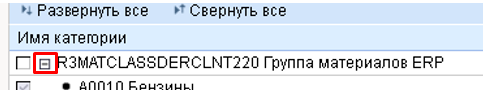 Развернуть все Свернуть все
Имя категории
R3MATCLASSDERCLNT220 Группа материалов ERP
A0010 Бензины